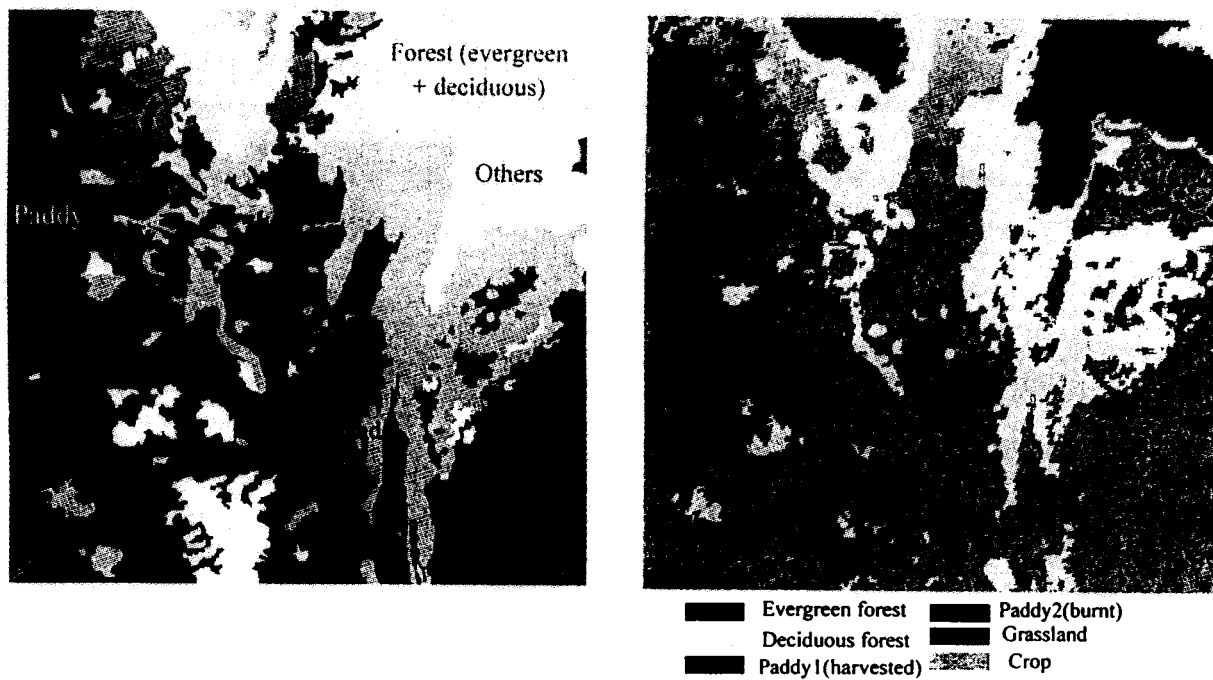 Forest (evergreen
+ deciduous)
Others
Paddy
Evergreen forest
Deciduous forest
Paddy1(harvested)
Paddy2(burnt)
Grassland
Crop